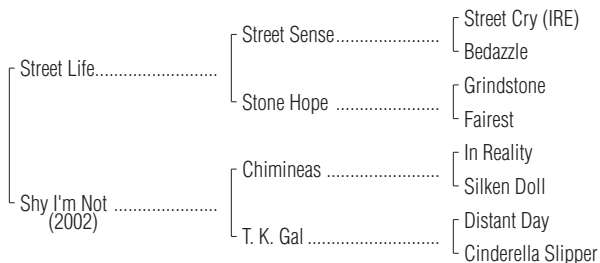 Street Cry (IRE)
Street Sense
Bedazzle
Street Life
Grindstone
Stone Hope
Fairest
In Reality
Chimineas
Silken Doll
Shy I'm Not
(2002)
Distant Day
T. K. Gal
Cinderella Slipper